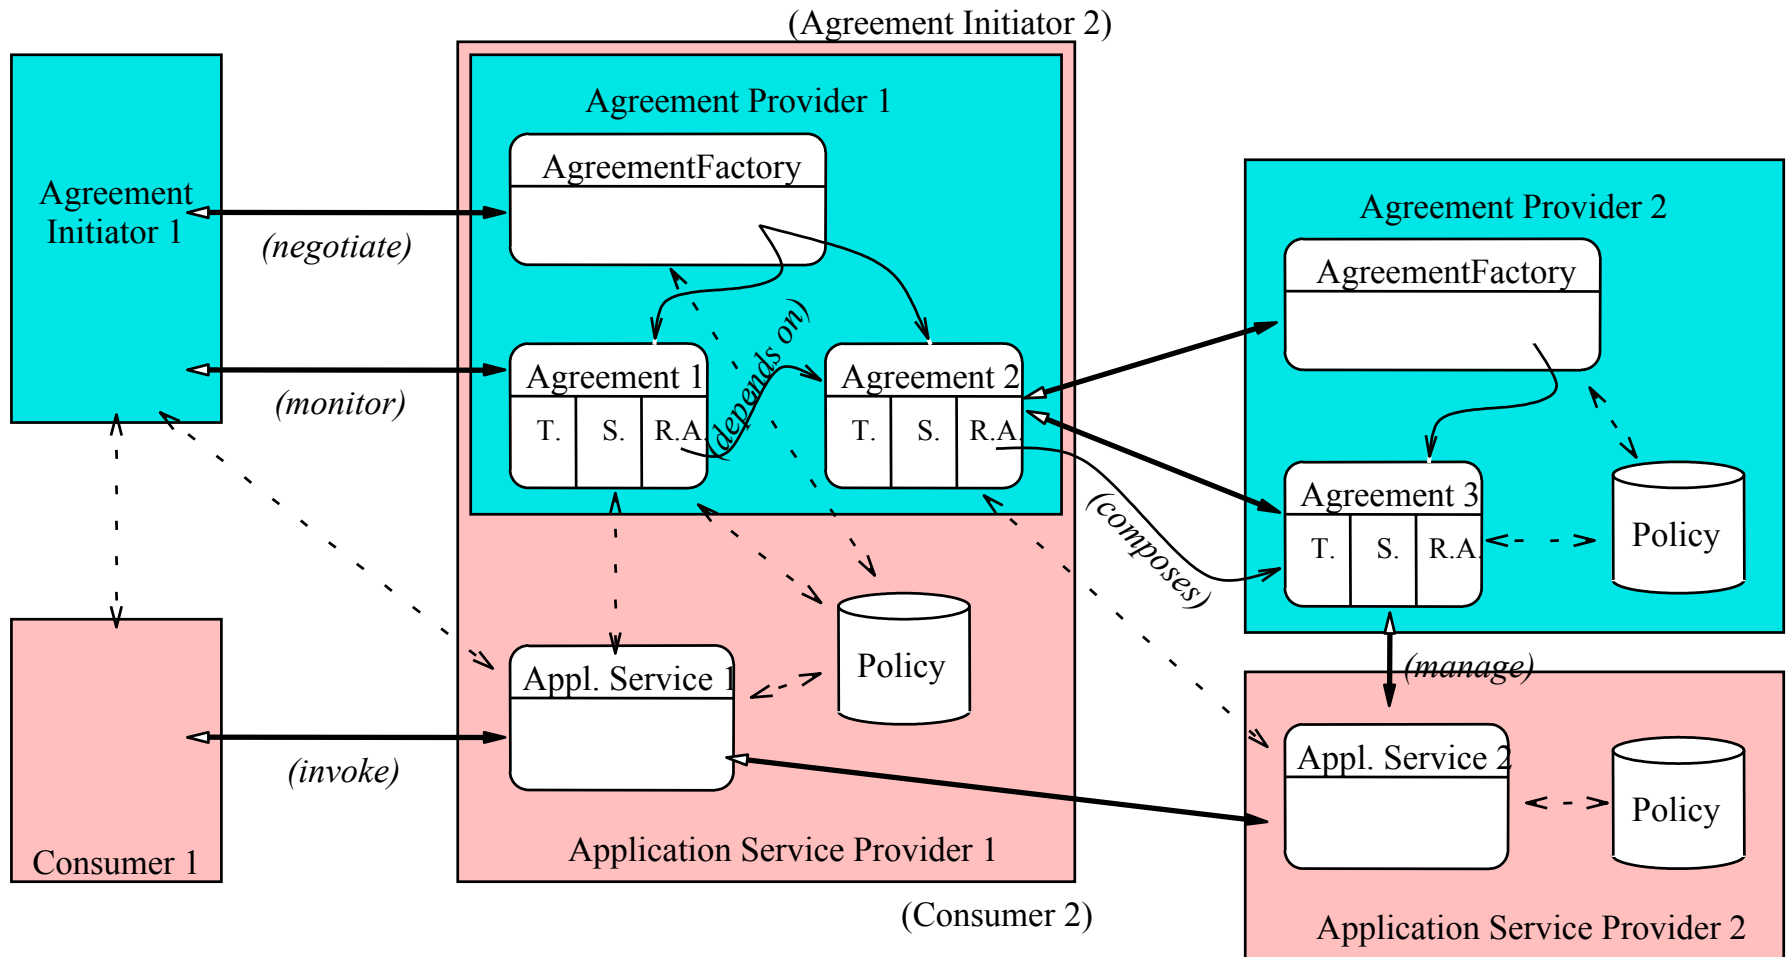 (Agreement Initiator 2)
Agreement Provider 1
AgreementFactory
Agreement
Initiator 1
(negotiate)
Agreement Provider 2
AgreementFactory
(monitor)
Agreement 1
T. S. R.A.
(depends on)
Agreement 2
T. S. R.A.
(composes)
Agreement 3
T. S. R.A.
Policy
Appl. Service 1
Policy
(manage)
(invoke)
Appl. Service 2
Policy
Consumer 1
Application Service Provider 1
(Consumer 2)
Application Service Provider 2